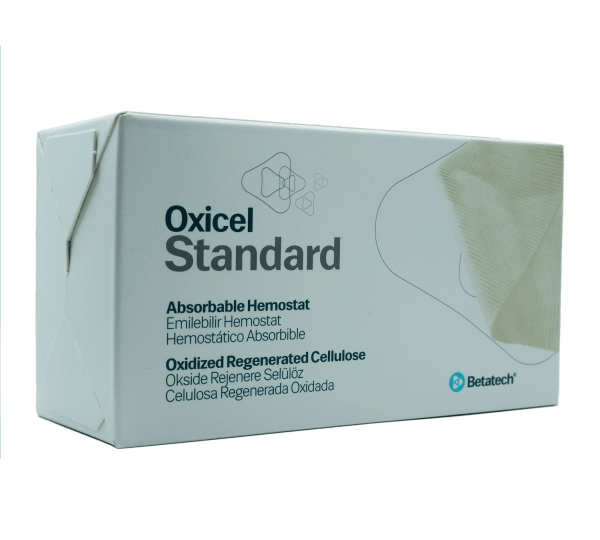 Oxicel
Standard
Absorbable Hemostat
Emilebilir Hemostat
Hemostático Absorbible
Oxidized Regenerated Cellulose
Okside Rejenere Selülöz
Celulosa Regenerada Oxidada
Betatech®